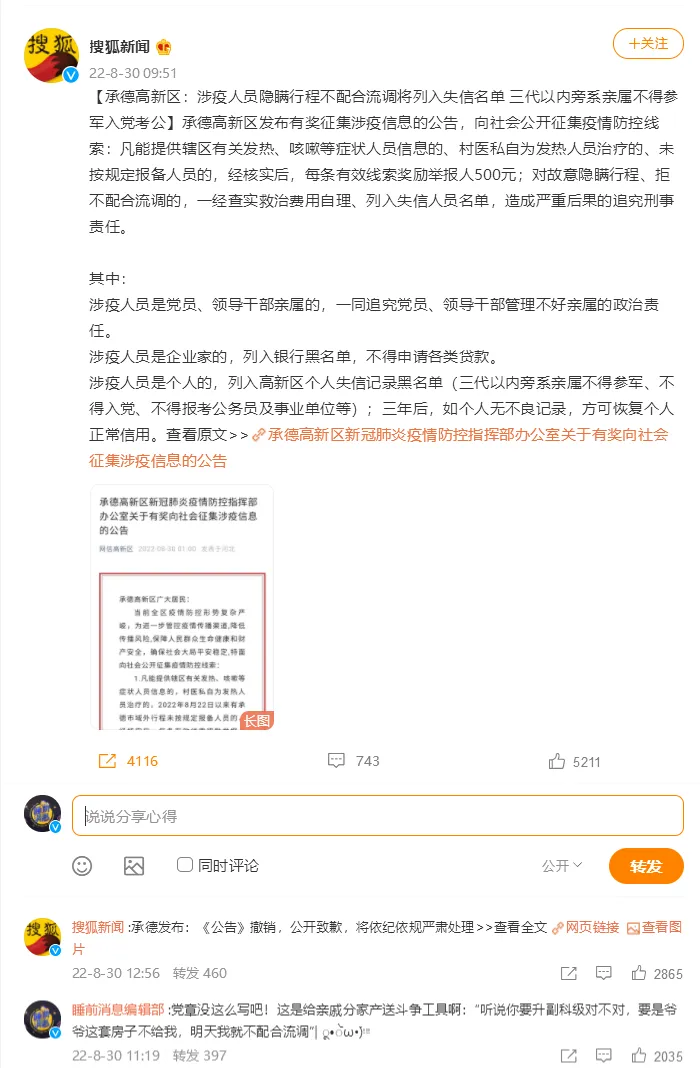 搜狐
搜狐新闻
+关注
22-8-30 09:51
【承德高新区：涉疫人员隐瞒行程不配合流调将列入失信名单 三代以内旁系亲属不得参
军入党考公】承德高新区发布有奖征集涉疫信息的公告，向社会公开征集疫情防控线
索：凡能提供辖区有关发热、咳嗽等症状人员信息的、村医私自为发热人员治疗的、未
按规定报备人员的，经核实后，每条有效线索奖励举报人500元；对故意隐瞒行程、拒
不配合流调的，一经查实救治费用自理、列入失信人员名单，造成严重后果的追究刑事
责任。
其中：
涉疫人员是党员、领导干部亲属的，一同追究党员、领导干部管理不好亲属的政治责
任。
涉疫人员是企业家的，列入银行黑名单，不得申请各类贷款。
涉疫人员是个人的，列入高新区个人失信记录黑名单（三代以内旁系亲属不得参军、不
得入党、不得报考公务员及事业单位等）；三年后，如个人无不良记录，方可恢复个人
正常信用。查看原文>>承德高新区新冠肺炎疫情防控指挥部办公室关于有奖向社会
征集涉疫信息的公告
承德高新区新冠肺炎疫情防控指挥部
办公室关于有奖向社会征集涉疫信息
的公告
网信高新区 2022-08-30 01:00 发表于河北
承德高新区广大居民：
当前全区疫情防控形势复杂严
峻，为进一步管控疫情传播渠道,降低
传播风险,保障人民群众生命健康和财
产安全，确保社会大局平安稳定,特面
向社会公开征集疫情防控线索：
1.凡能提供辖区有关发热、咳嗽等
症状人员信息的，村医私自为发热人
员治疗的，2022年8月22日以来有承
德市域外行程未按规定报备人员的
长图
4116
743
5211
说说分享心得
同时评论
公开
转发
搜狐
搜狐新闻:承德发布：《公告》撤销，公开致歉，将依纪依规严肃处理>>查看全文 网页链接 查看图
片
22-8-30 12:56 转发 460
2865
睡前消息编辑部:党章没这么写吧！这是给亲戚分家产送斗争工具啊：“听说你要升副科级对不对，要是爷
爷这套房子不给我，明天我就不配合流调”|
22-8-30 11:19 转发 397
2035